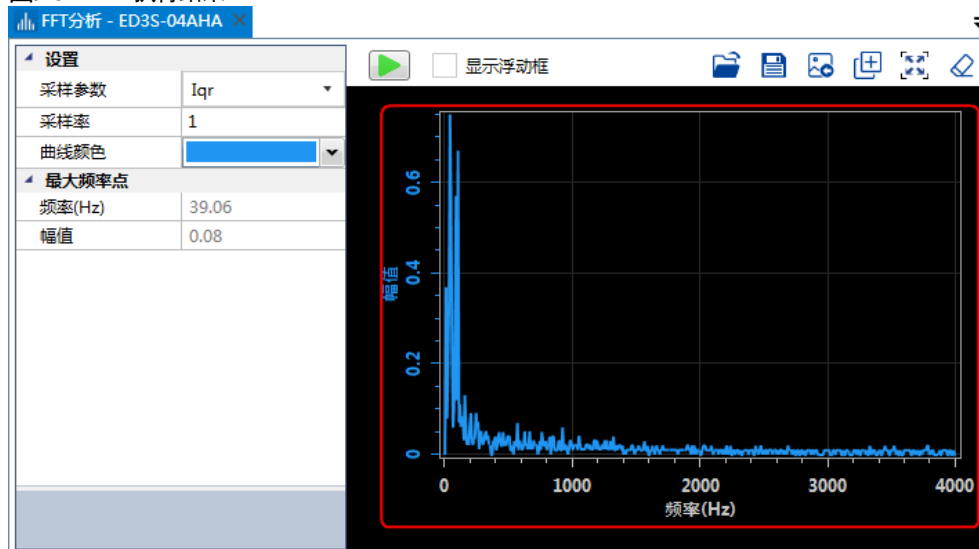 FFT分析 - ED3S-04AHA
设置
采样参数 Iqr
采样率 1
曲线颜色
最大频率点
频率(Hz) 39.06
幅值 0.08
显示浮动框
幅值
0.6
0.4
0.2
0
0 1000 2000 3000 4000
频率(Hz)